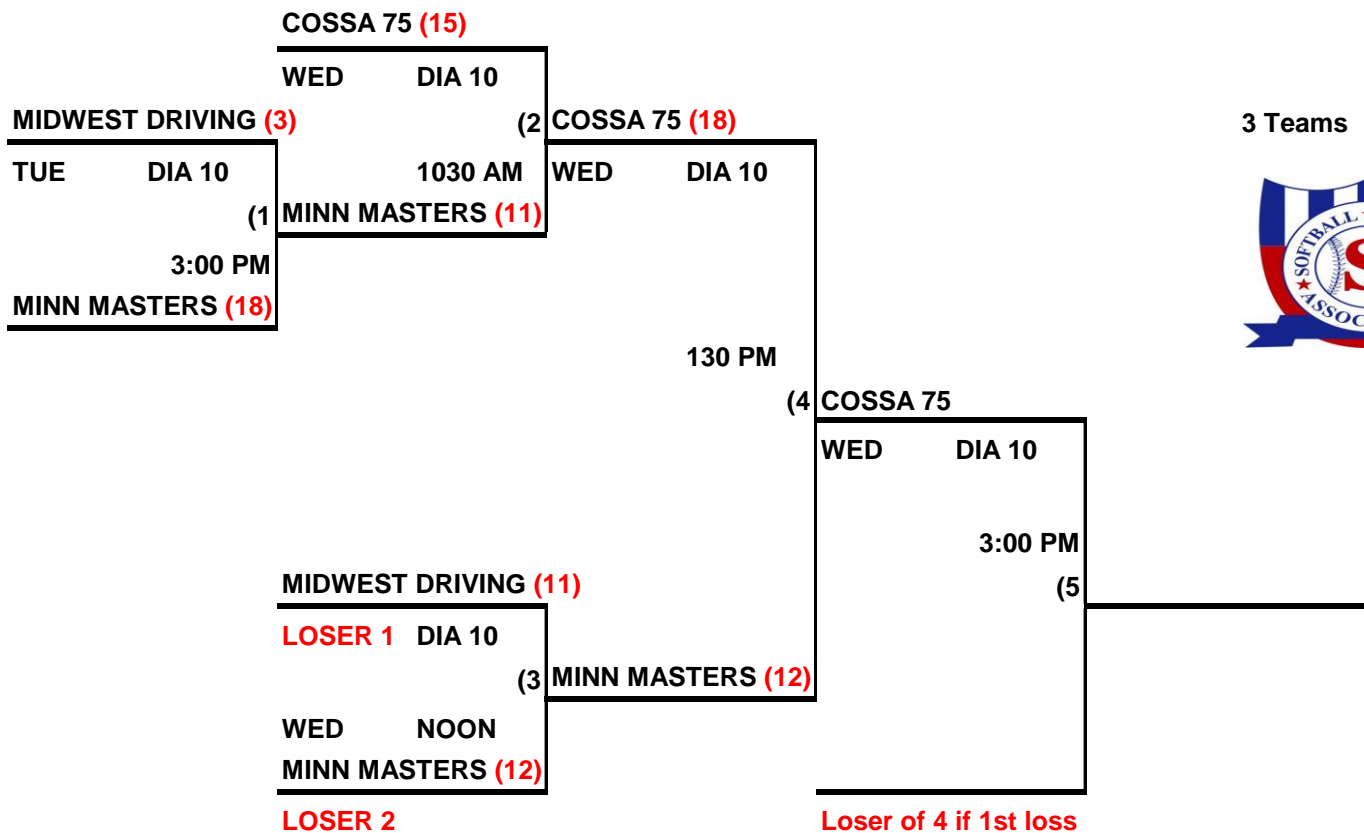 COSSA 75 (15)
WED DIA 10
MIDWEST DRIVING (3)
(2 COSSA 75 (18)
3 Teams
TUE DIA 10
1030 AM WED DIA 10
(1 MINN MASTERS (11)
3:00 PM
MINN MASTERS (18)
130 PM
(4 COSSA 75
WED DIA 10
3:00 PM
MIDWEST DRIVING (11)
(5
LOSER 1 DIA 10
(3 MINN MASTERS (12)
WED NOON
MINN MASTERS (12)
LOSER 2
Loser of 4 if 1st loss
SOFTBALL